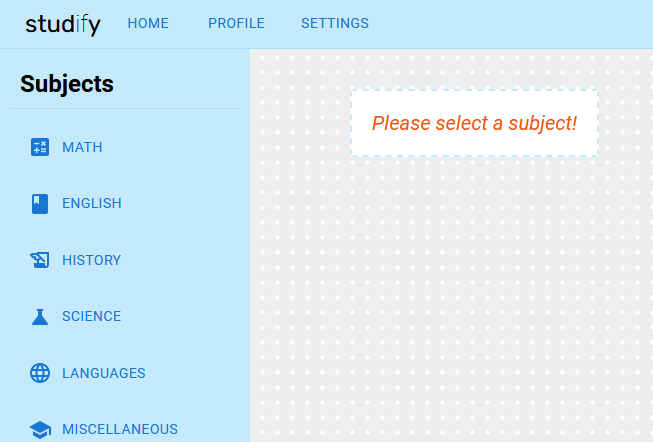 studify HOME PROFILE SETTINGS
Subjects
MATH
ENGLISH
HISTORY
SCIENCE
LANGUAGES
MISCELLANEOUS
Please select a subject!